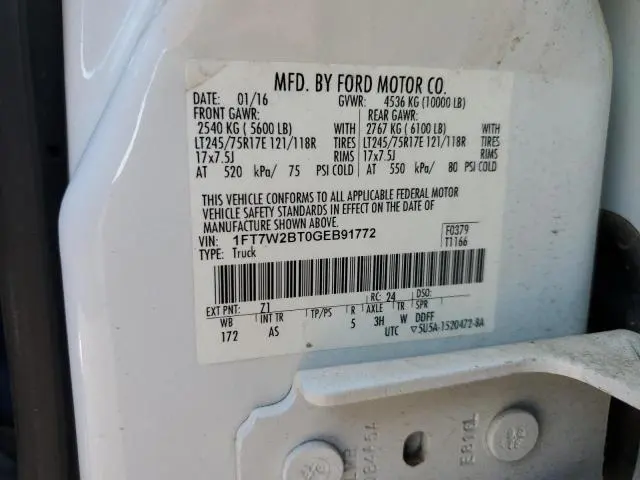 MFD. BY FORD MOTOR CO.
DATE: 01/16 GVWR: 4536 KG (10000 LB)
FRONT GAWR: REAR GAWR:
2540 KG ( 5600 LB) WITH 2767 KG ( 6100 LB) WITH
LT245/75R17E 121/118R TIRES LT245/75R17E 121/118R TIRES
17x7.5J RIMS 17x7.5J RIMS
AT 520 kPa/ 75 PSI COLD AT 550 kPa/ 80 PSI COLD
THIS VEHICLE CONFORMS TO ALL APPLICABLE FEDERAL MOTOR
VEHICLE SAFETY STANDARDS IN EFFECT ON THE DATE OF
MANUFACTURE SHOWN ABOVE.
VIN: 1FT7W2BT0GEB91772 F0379
TYPE: Truck T1166
EXT PNT: Z1 RC: 24 DSO:
WB INT TR TP/PS R AXLE TR SPR
172 AS 5 3H W DDFF
UTC ▽5U5A-1520472-BA